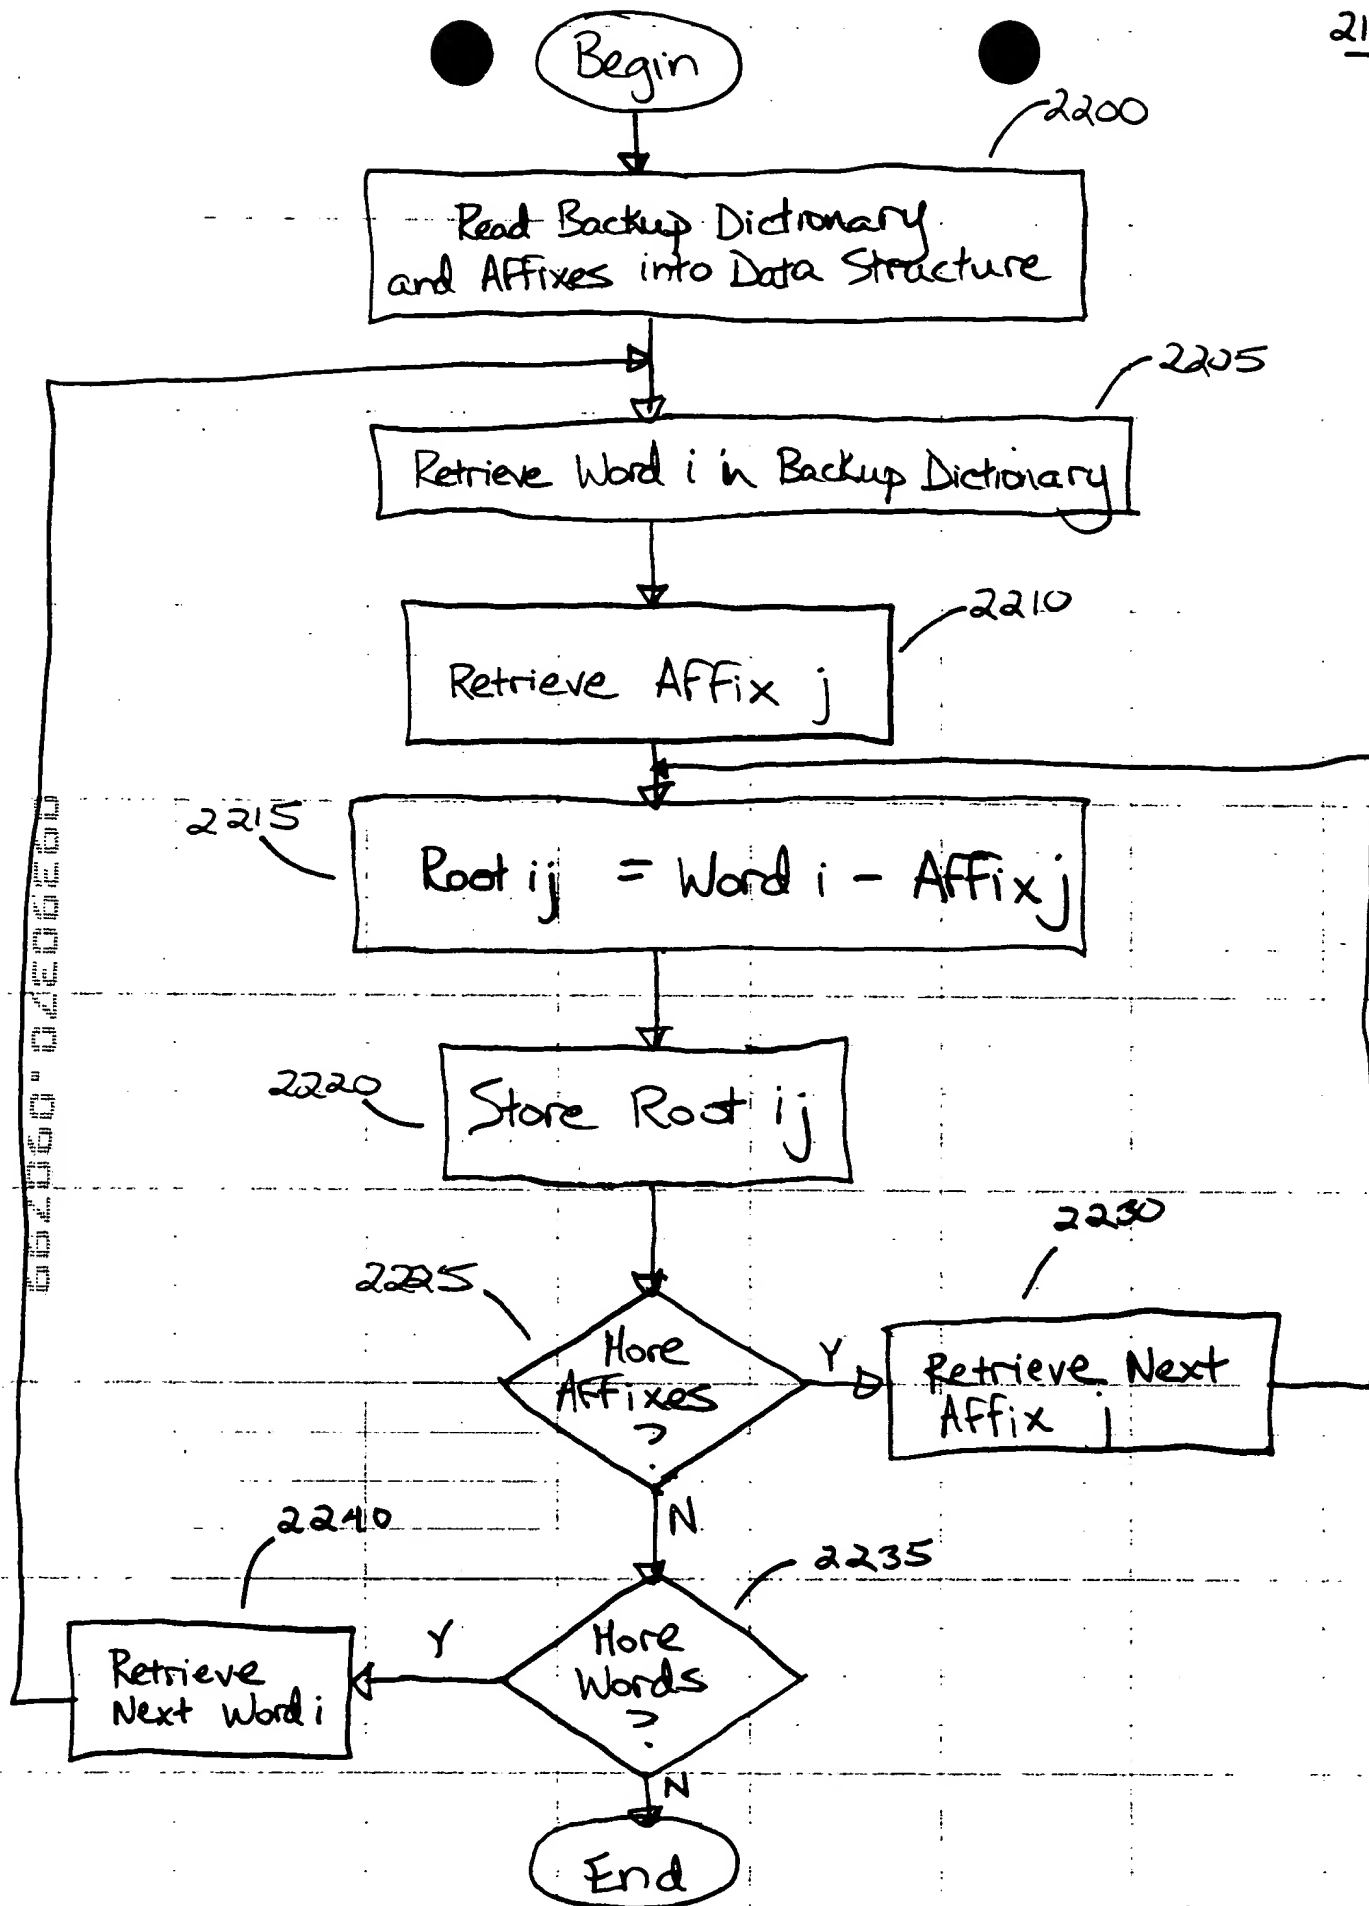 21
Begin
2200
Read Backup Dictionary
and Affixes into Data Structure
2205
Retrieve Word i in Backup Dictionary
2210
Retrieve Affix j
2215
Root ij = Word i - Affix j
2220
Store Root ij
2225
More
Affixes
?
Y
2230
Retrieve Next
Affix j
N
2235
More
Words
?
Y
2240
Retrieve
Next Word i
N
End